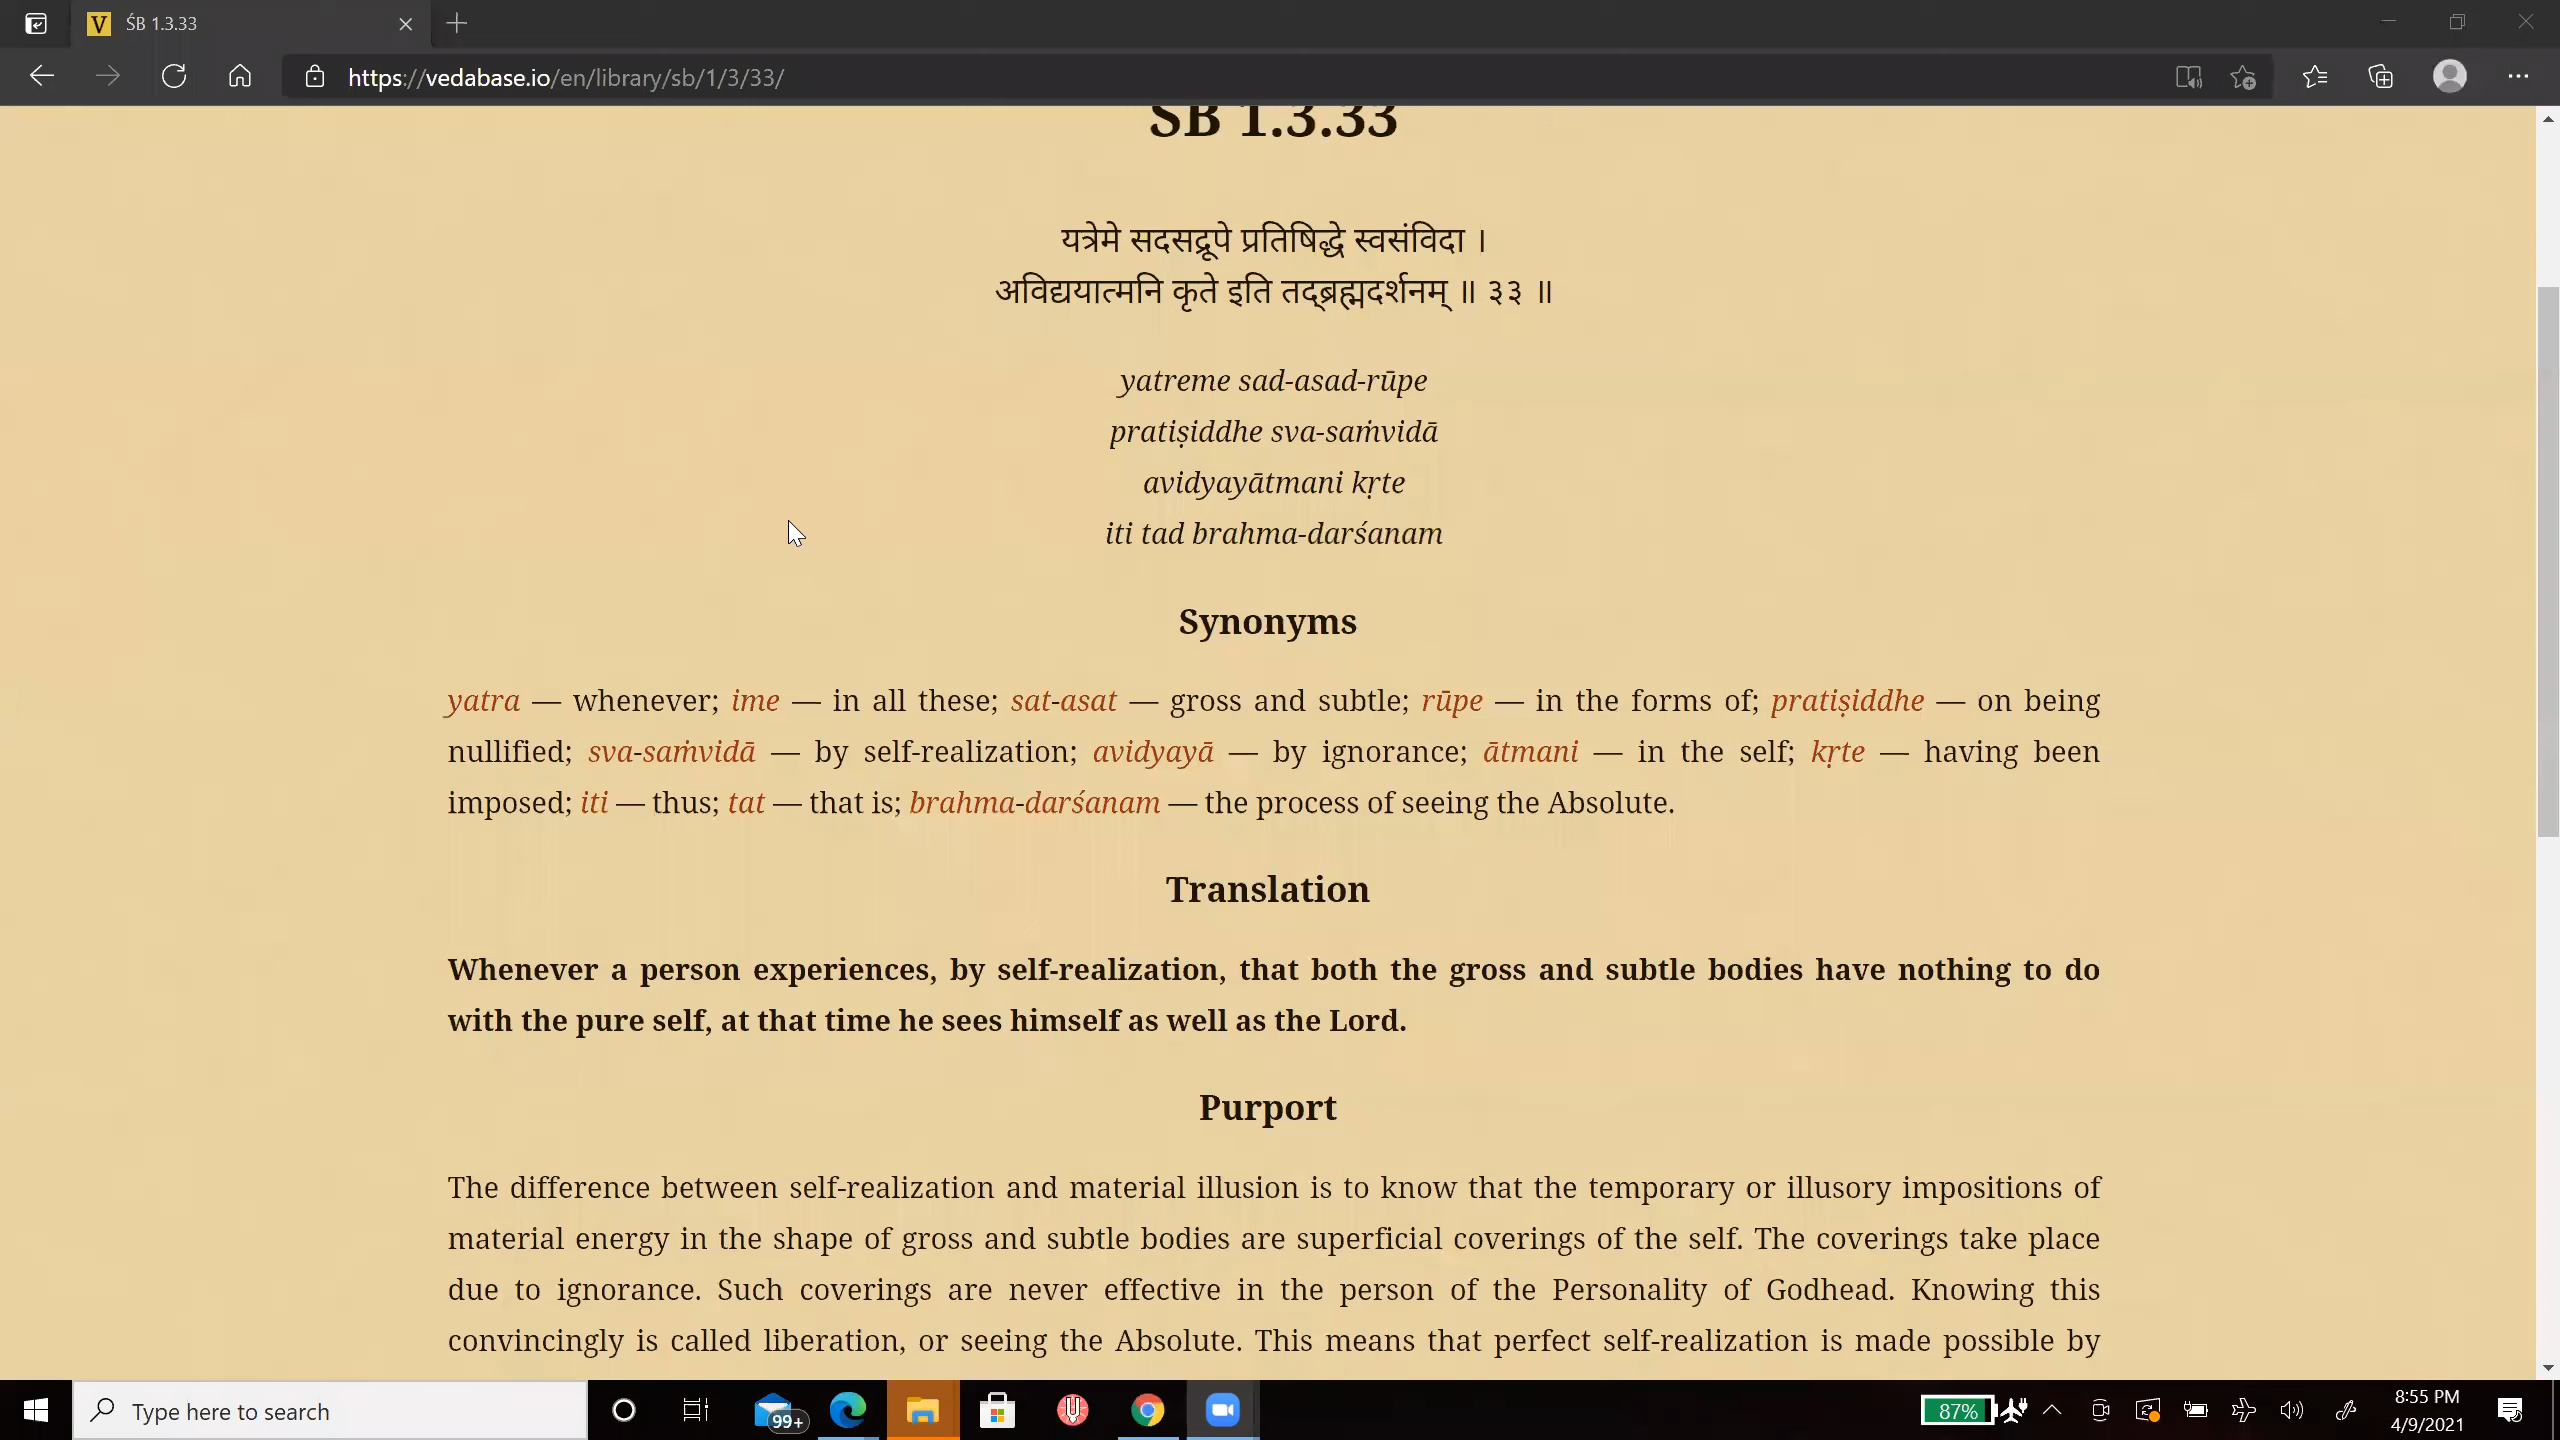 ŚB 1.3.33
https://vedabase.io/en/library/sb/1/3/33/
ŚB 1.3.33
यत्रेमे सदसद्रूपे प्रतिषिद्धे स्वसंविदा ।
अविद्ययात्मनि कृते इति तद्ब्रह्मदर्शनम् ॥ ३३ ॥
yatreme sad-asad-rūpe
pratiṣiddhe sva-saṁvidā
avidyayātmani kṛte
iti tad brahma-darśanam
Synonyms
yatra — whenever; ime — in all these; sat-asat — gross and subtle; rūpe — in the forms of; pratiṣiddhe — on being
nullified; sva-saṁvidā — by self-realization; avidyayā — by ignorance; ātmani — in the self; kṛte — having been
imposed; iti — thus; tat — that is; brahma-darśanam — the process of seeing the Absolute.
Translation
Whenever a person experiences, by self-realization, that both the gross and subtle bodies have nothing to do
with the pure self, at that time he sees himself as well as the Lord.
Purport
The difference between self-realization and material illusion is to know that the temporary or illusory impositions of
material energy in the shape of gross and subtle bodies are superficial coverings of the self. The coverings take place
due to ignorance. Such coverings are never effective in the person of the Personality of Godhead. Knowing this
convincingly is called liberation, or seeing the Absolute. This means that perfect self-realization is made possible by
Type here to search
99+
87%
8:55 PM
4/9/2021